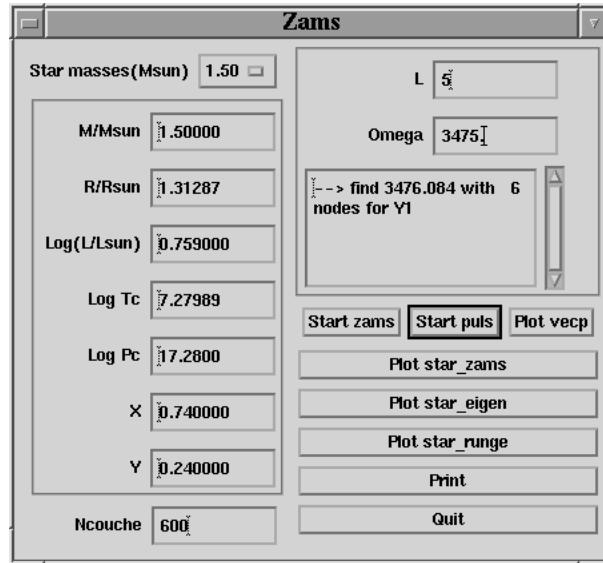 Zams
Star masses(Msun) 1.50
M/Msun 1.50000
R/Rsun 1.31287
Log(L/Lsun) 0.759000
Log Tc 7.27989
Log Pc 17.2800
X 0.740000
Y 0.240000
Ncouche 600
L 5
Omega 3475.
--> find 3476.084 with 6
nodes for Y1
Start zams Start puls Plot vecp
Plot star_zams
Plot star_eigen
Plot star_runge
Print
Quit